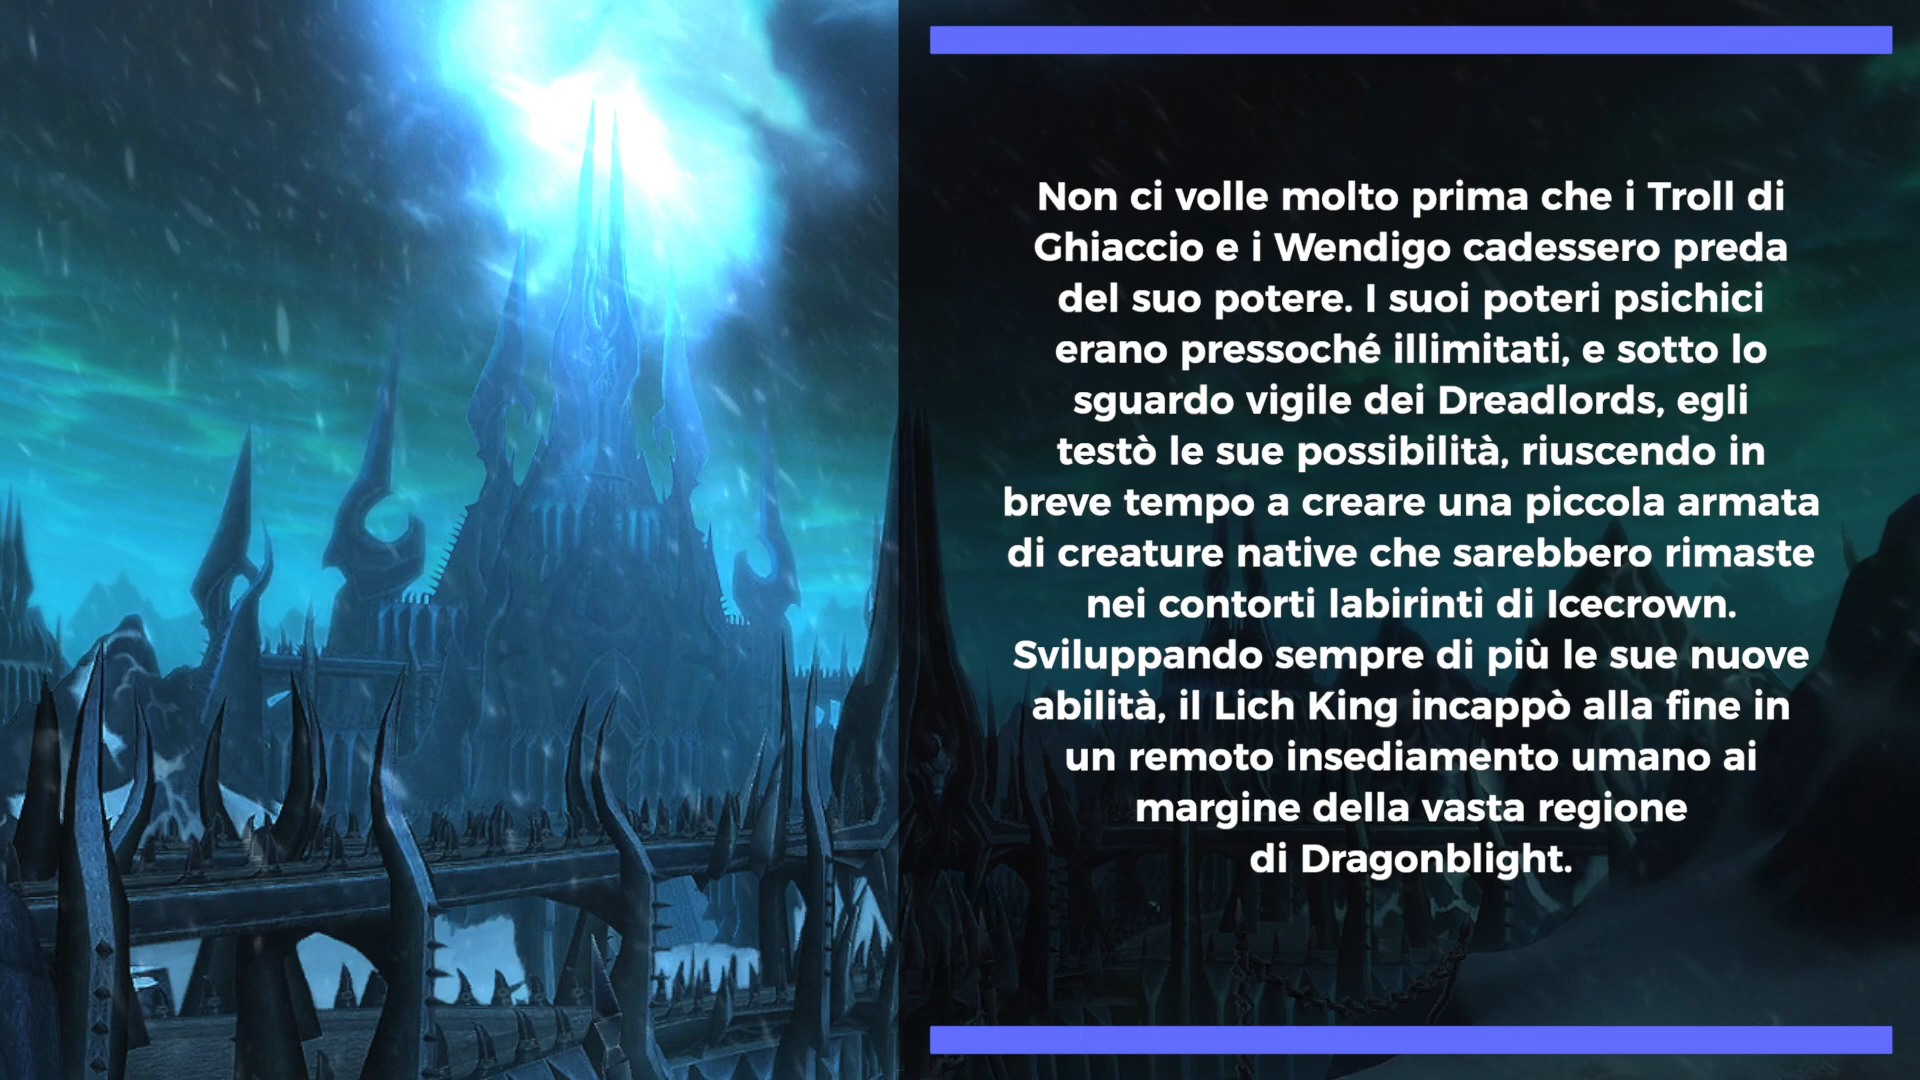 Non ci volle molto prima che i Troll di
Ghiaccio e i Wendigo cadessero preda
del suo potere. I suoi poteri psichici
erano pressoché illimitati, e sotto lo
sguardo vigile dei Dreadlords, egli
testò le sue possibilità, riuscendo in
breve tempo a creare una piccola armata
di creature native che sarebbero rimaste
nei contorti labirinti di Icecrown.
Sviluppando sempre di più le sue nuove
abilità, il Lich King incappò alla fine in
un remoto insediamento umano ai
margine della vasta regione
di Dragonblight.